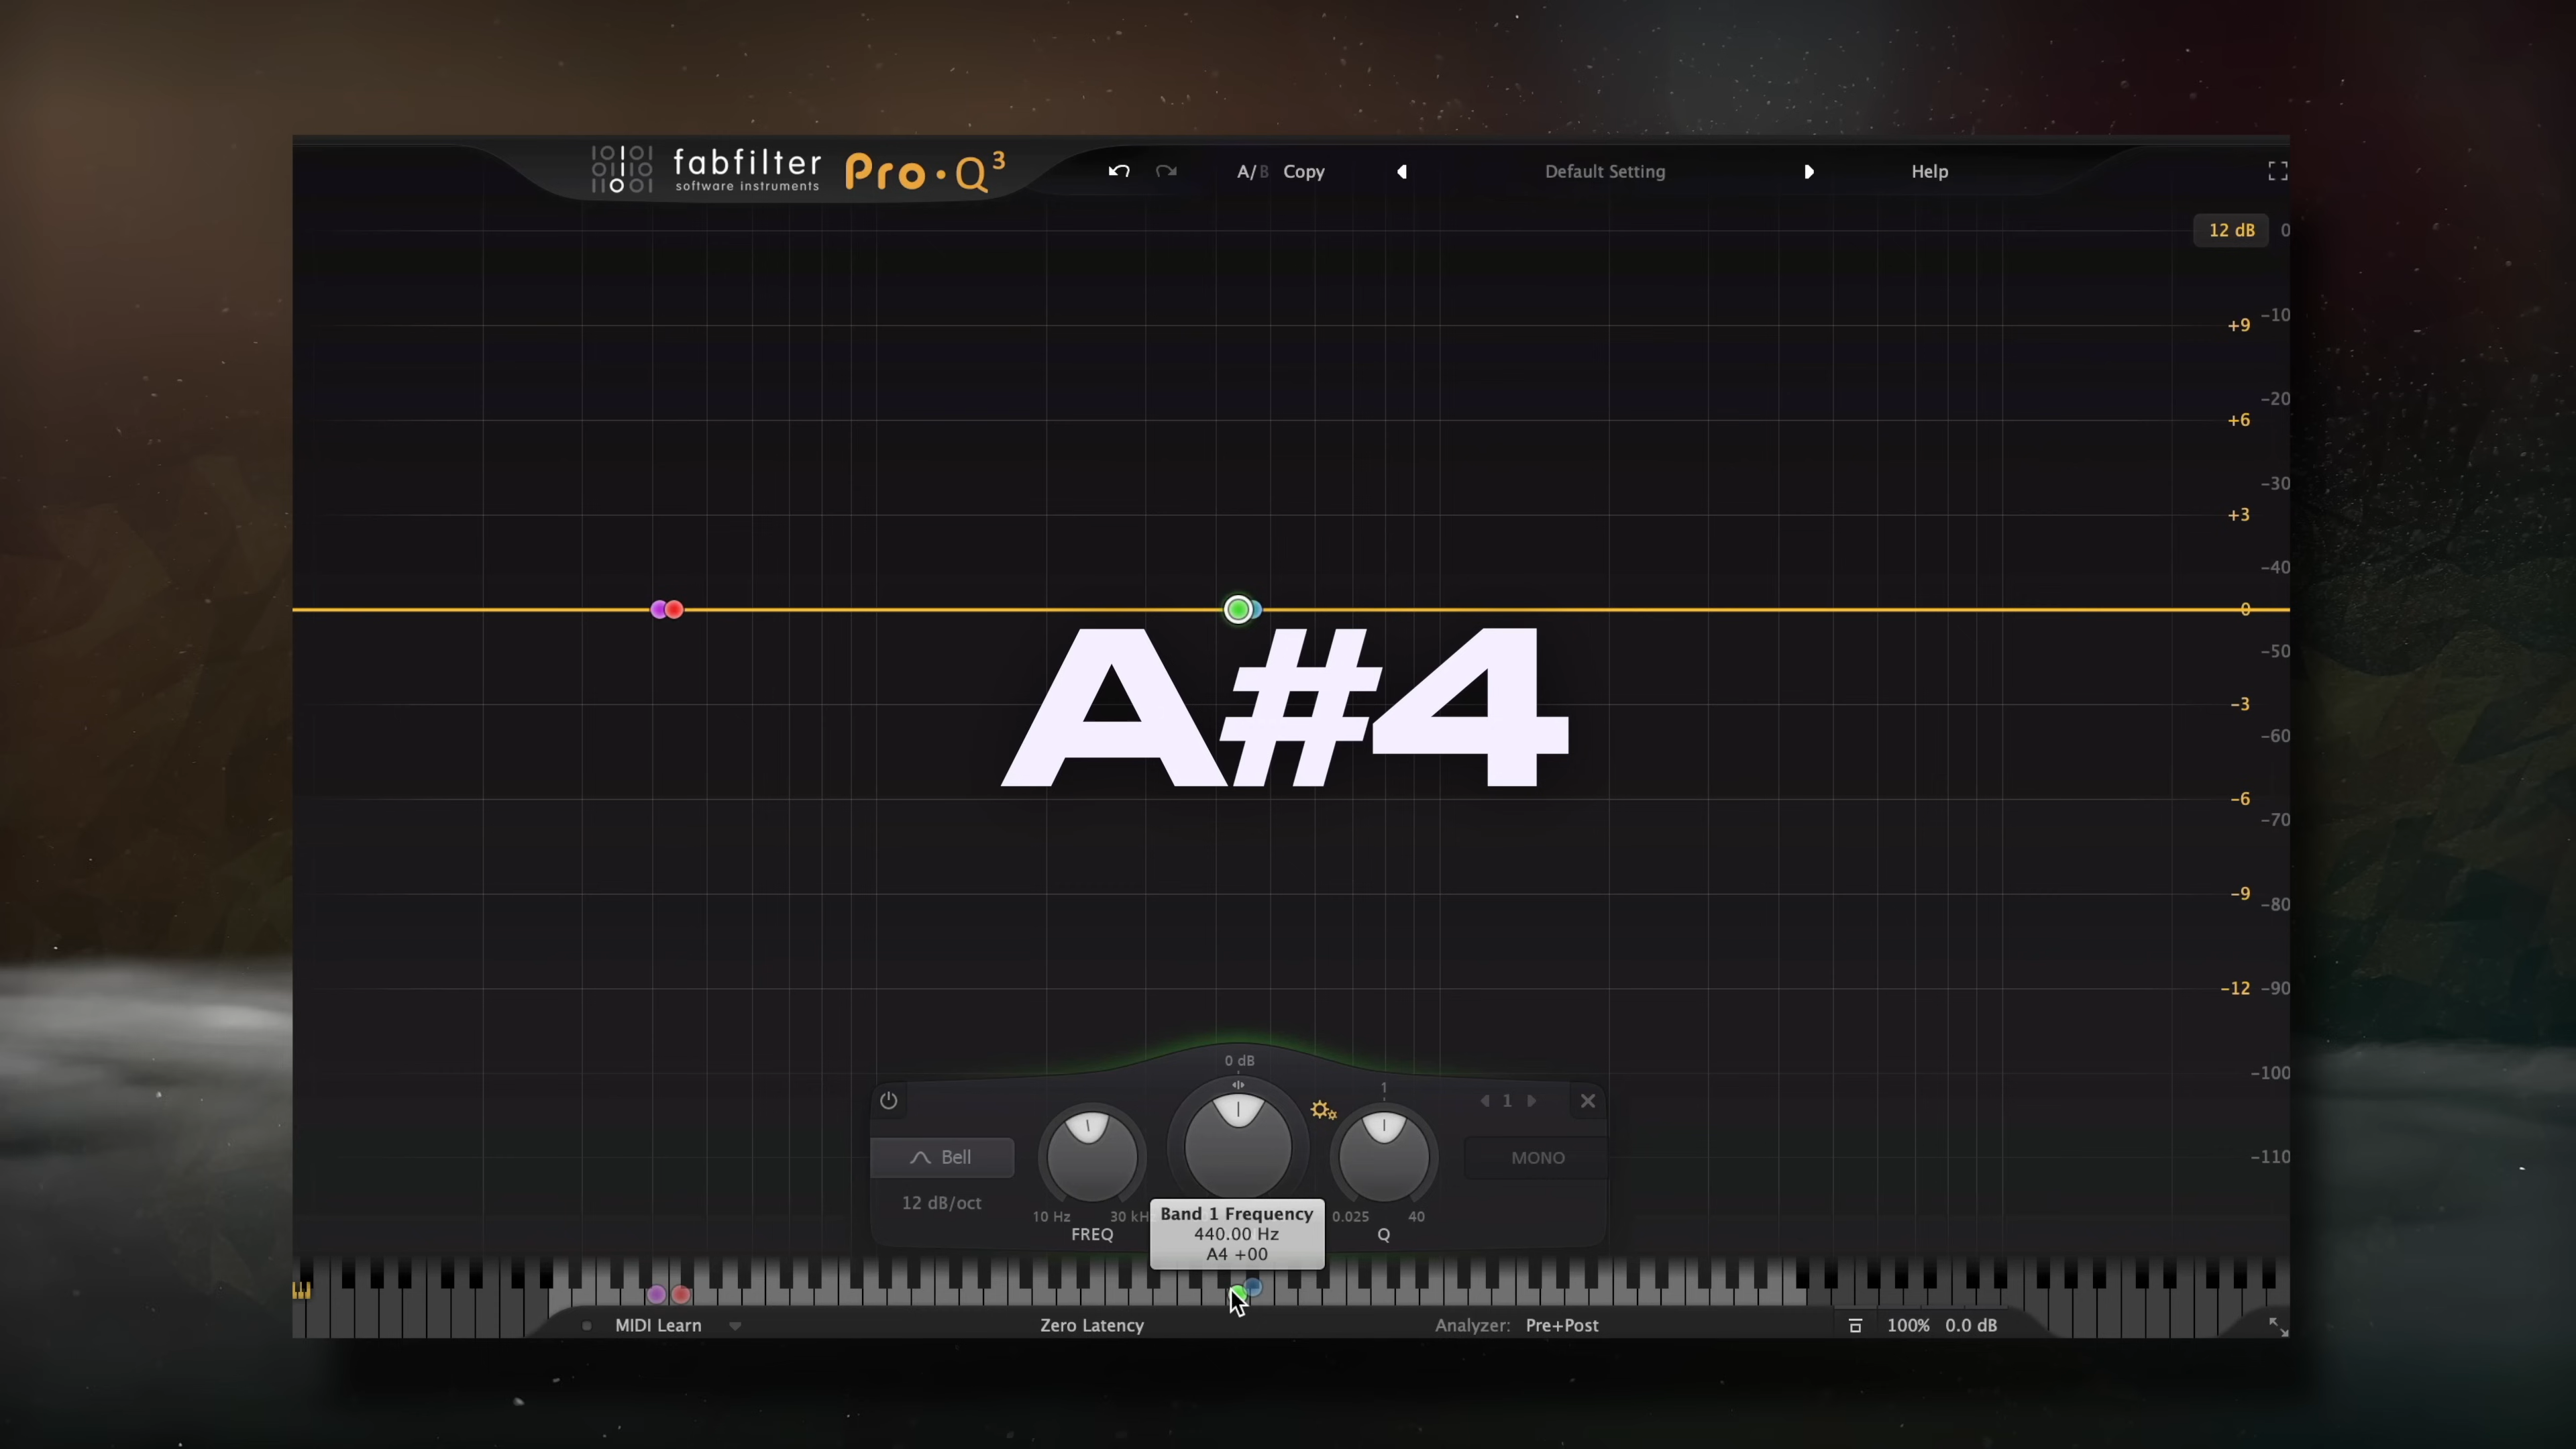 fabfilter
software instruments
Pro·Q³
A/B Copy
Default Setting
Help
12 dB 0
+9 -10
+6 -20
-30
+3
-40
0
-50
-3
-60
-6
-70
-9 -80
-12 -90
-100
-110
A#4
0 dB
1
1
Bell
MONO
12 dB/oct
10 Hz 30 kHz
FREQ
0.025 40
Q
Band 1 Frequency
440.00 Hz
A4 +00
MIDI Learn
Zero Latency
Analyzer: Pre+Post
100% 0.0 dB